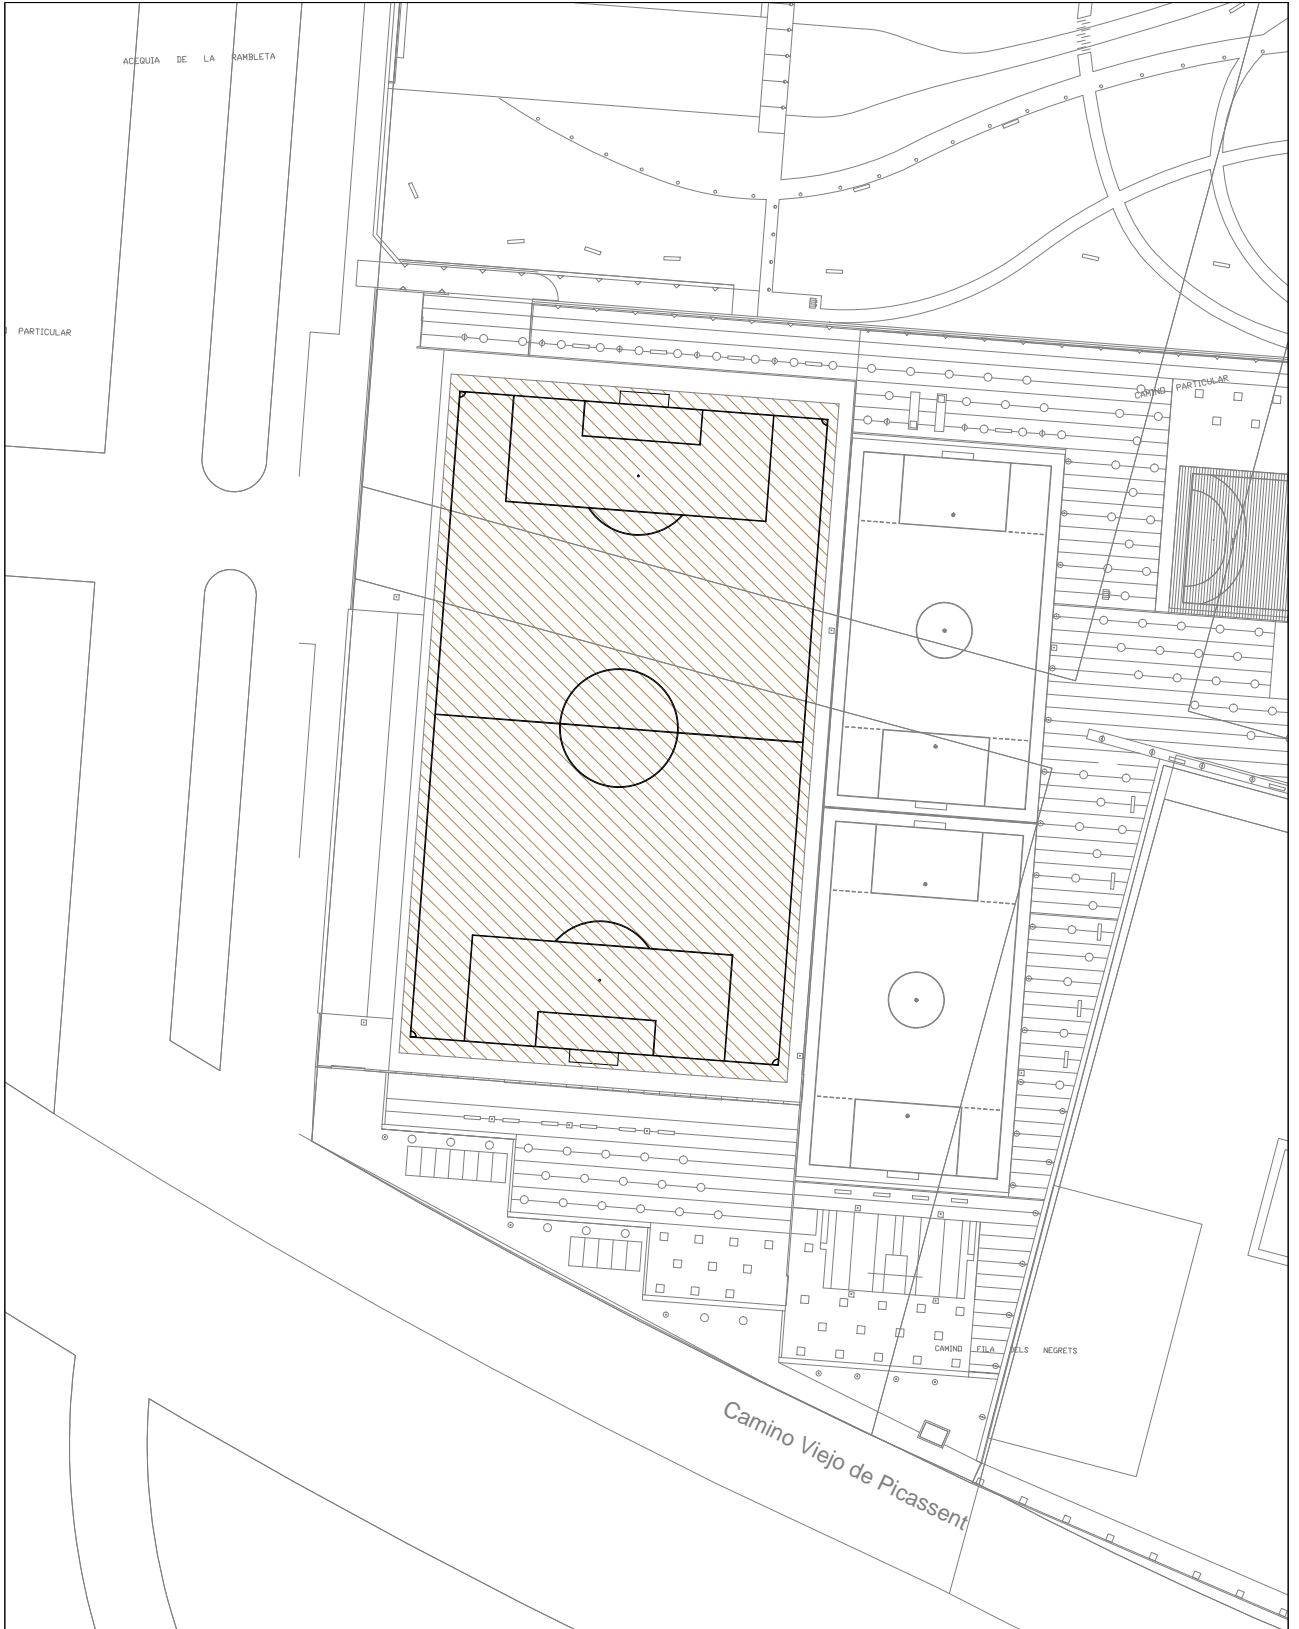 ACEQUIA DE LA RAMBLETA
PARTICULAR
CAMINO PARTICULAR
CAMINO FILA DELS NEGRETS
Camino Viejo de Picassent